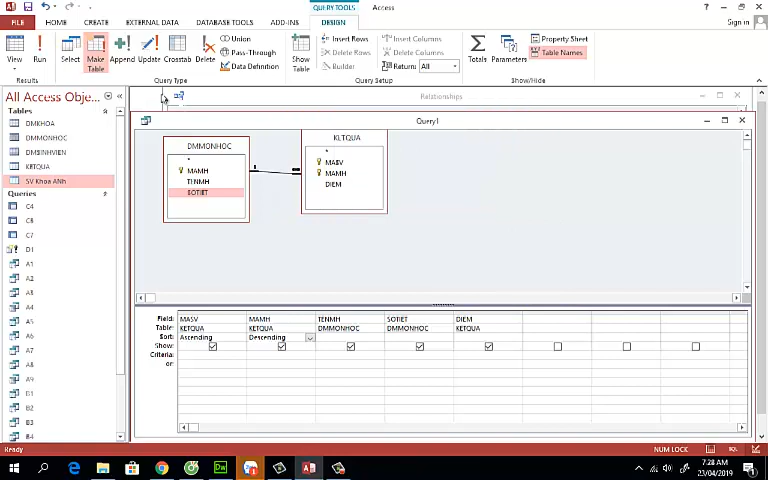 QUERY TOOLS
Access
FILE
HOME
CREATE
EXTERNAL DATA
DATABASE TOOLS
ADD-INS
DESIGN
Sign in
View
Run
Select
Make Table
Append
Update
Crosstab
Delete
Union
Pass-Through
Data Definition
Show Table
Insert Rows
Delete Rows
Builder
Insert Columns
Delete Columns
Return: All
Totals
Parameters
Property Sheet
Table Names
Results
Query Type
Query Setup
Show/Hide
All Access Obje...
Tables
DMKHOA
DMMONHOC
DMSINHVIEN
KETQUA
SV Khoa ANh
Queries
C4
C6
C7
D1
A1
A2
A3
A4
A5
A6
A7
A8
A9
B1
B2
B3
B4
Relationships
Query1
DMMONHOC
*
MAMH
TENMH
SOTIET
1
∞
KETQUA
*
MASV
MAMH
DIEM
Field: MASV MAMH TENMH SOTIET DIEM
Table: KETQUA KETQUA DMMONHOC DMMONHOC KETQUA
Sort: Ascending Descending
Show:
Criteria:
or:
Ready
NUM LOCK
SQL
7:28 AM
23/04/2019